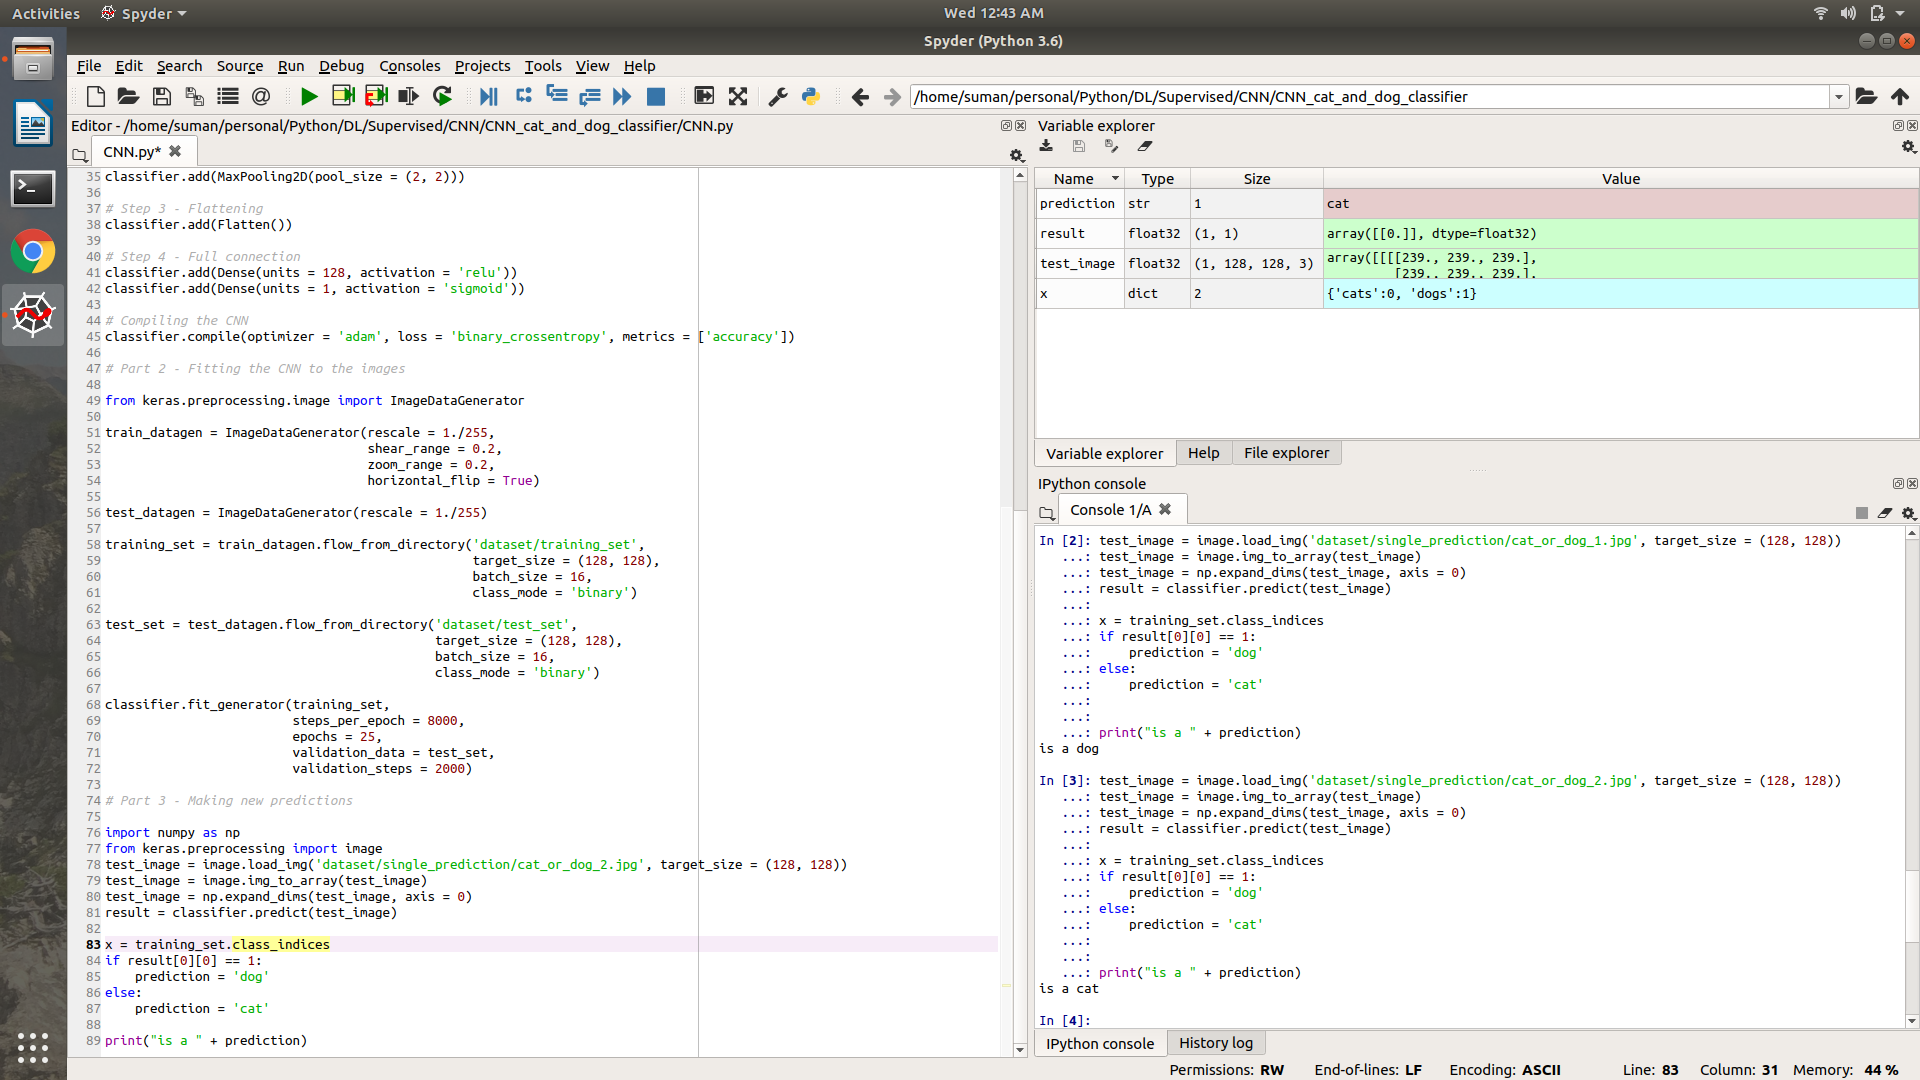 Activities Spyder Wed 12:43 AM
Spyder (Python 3.6)
File Edit Search Source Run Debug Consoles Projects Tools View Help
/home/suman/personal/Python/DL/Supervised/CNN/CNN_cat_and_dog_classifier
Editor - /home/suman/personal/Python/DL/Supervised/CNN/CNN_cat_and_dog_classifier/CNN.py
CNN.py*
35 classifier.add(MaxPooling2D(pool_size = (2, 2)))
36
37 # Step 3 - Flattening
38 classifier.add(Flatten())
39
40 # Step 4 - Full connection
41 classifier.add(Dense(units = 128, activation = 'relu'))
42 classifier.add(Dense(units = 1, activation = 'sigmoid'))
43
44 # Compiling the CNN
45 classifier.compile(optimizer = 'adam', loss = 'binary_crossentropy', metrics = ['accuracy'])
46
47 # Part 2 - Fitting the CNN to the images
48
49 from keras.preprocessing.image import ImageDataGenerator
50
51 train_datagen = ImageDataGenerator(rescale = 1./255,
52 shear_range = 0.2,
53 zoom_range = 0.2,
54 horizontal_flip = True)
55
56 test_datagen = ImageDataGenerator(rescale = 1./255)
57
58 training_set = train_datagen.flow_from_directory('dataset/training_set',
59 target_size = (128, 128),
60 batch_size = 16,
61 class_mode = 'binary')
62
63 test_set = test_datagen.flow_from_directory('dataset/test_set',
64 target_size = (128, 128),
65 batch_size = 16,
66 class_mode = 'binary')
67
68 classifier.fit_generator(training_set,
69 steps_per_epoch = 8000,
70 epochs = 25,
71 validation_data = test_set,
72 validation_steps = 2000)
73
74 # Part 3 - Making new predictions
75
76 import numpy as np
77 from keras.preprocessing import image
78 test_image = image.load_img('dataset/single_prediction/cat_or_dog_2.jpg', target_size = (128, 128))
79 test_image = image.img_to_array(test_image)
80 test_image = np.expand_dims(test_image, axis = 0)
81 result = classifier.predict(test_image)
82
83 x = training_set.class_indices
84 if result[0][0] == 1:
85 prediction = 'dog'
86 else:
87 prediction = 'cat'
88
89 print("is a " + prediction)
Variable explorer
Name Type Size Value
prediction str 1 cat
result float32 (1, 1) array([[0.]], dtype=float32)
test_image float32 (1, 128, 128, 3) array([[[[239., 239., 239.],
[239., 239., 239.],
x dict 2 {'cats':0, 'dogs':1}
Variable explorer Help File explorer
IPython console
Console 1/A
In [2]: test_image = image.load_img('dataset/single_prediction/cat_or_dog_1.jpg', target_size = (128, 128))
...: test_image = image.img_to_array(test_image)
...: test_image = np.expand_dims(test_image, axis = 0)
...: result = classifier.predict(test_image)
...:
...: x = training_set.class_indices
...: if result[0][0] == 1:
...: prediction = 'dog'
...: else:
...: prediction = 'cat'
...:
...:
...: print("is a " + prediction)
is a dog
In [3]: test_image = image.load_img('dataset/single_prediction/cat_or_dog_2.jpg', target_size = (128, 128))
...: test_image = image.img_to_array(test_image)
...: test_image = np.expand_dims(test_image, axis = 0)
...: result = classifier.predict(test_image)
...:
...: x = training_set.class_indices
...: if result[0][0] == 1:
...: prediction = 'dog'
...: else:
...: prediction = 'cat'
...:
...:
...: print("is a " + prediction)
is a cat
In [4]:
IPython console History log
Permissions: RW End-of-lines: LF Encoding: ASCII Line: 83 Column: 31 Memory: 44 %